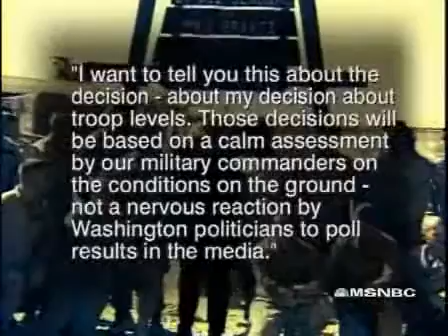 "I want to tell you this about the
decision - about my decision about
troop levels. Those decisions will
be based on a calm assessment
by our military commanders on
the conditions on the ground -
not a nervous reaction by
Washington politicians to poll
results in the media."
MSNBC